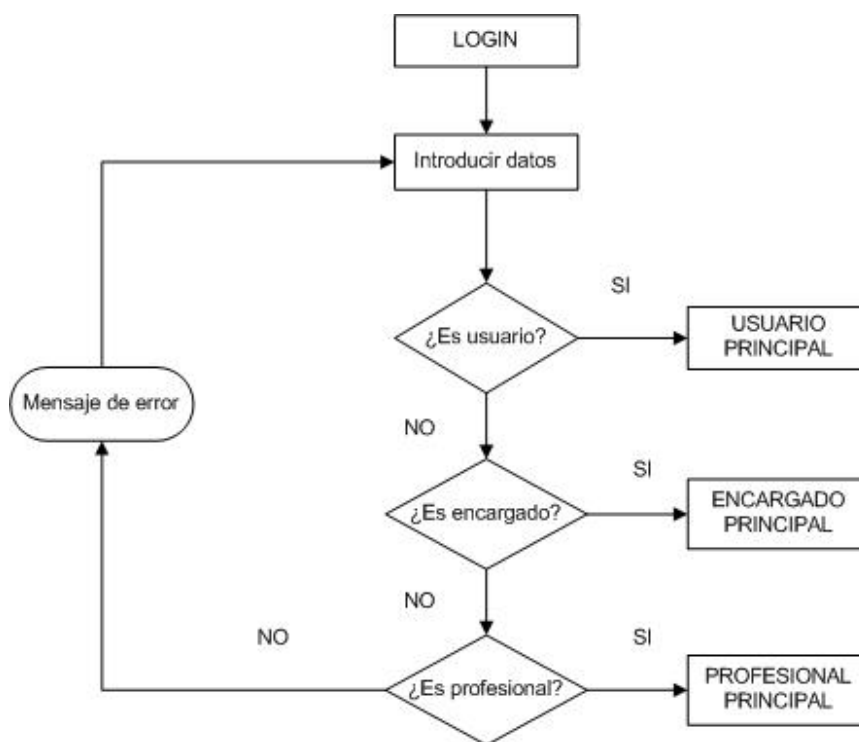 LOGIN
Introducir datos
SI
¿Es usuario?
USUARIO
PRINCIPAL
Mensaje de error
NO
SI
¿Es encargado?
ENCARGADO
PRINCIPAL
NO
NO
SI
¿Es profesional?
PROFESIONAL
PRINCIPAL